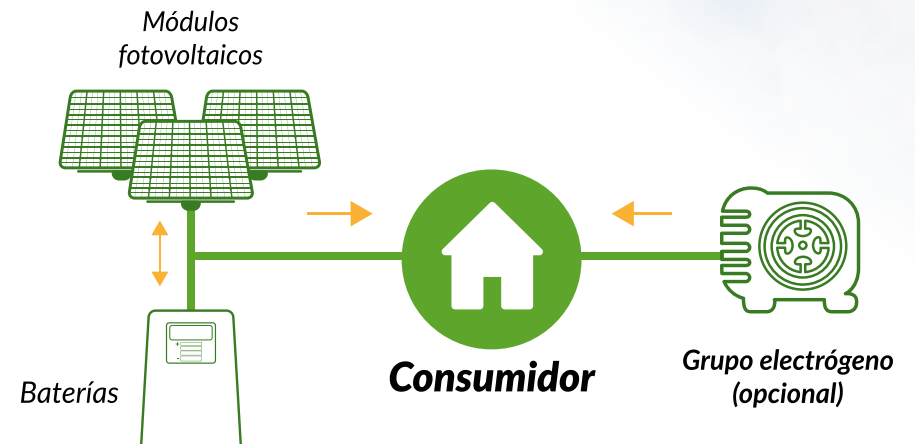 Módulos
fotovoltaicos
Baterías
Consumidor
Grupo electrógeno
(opcional)